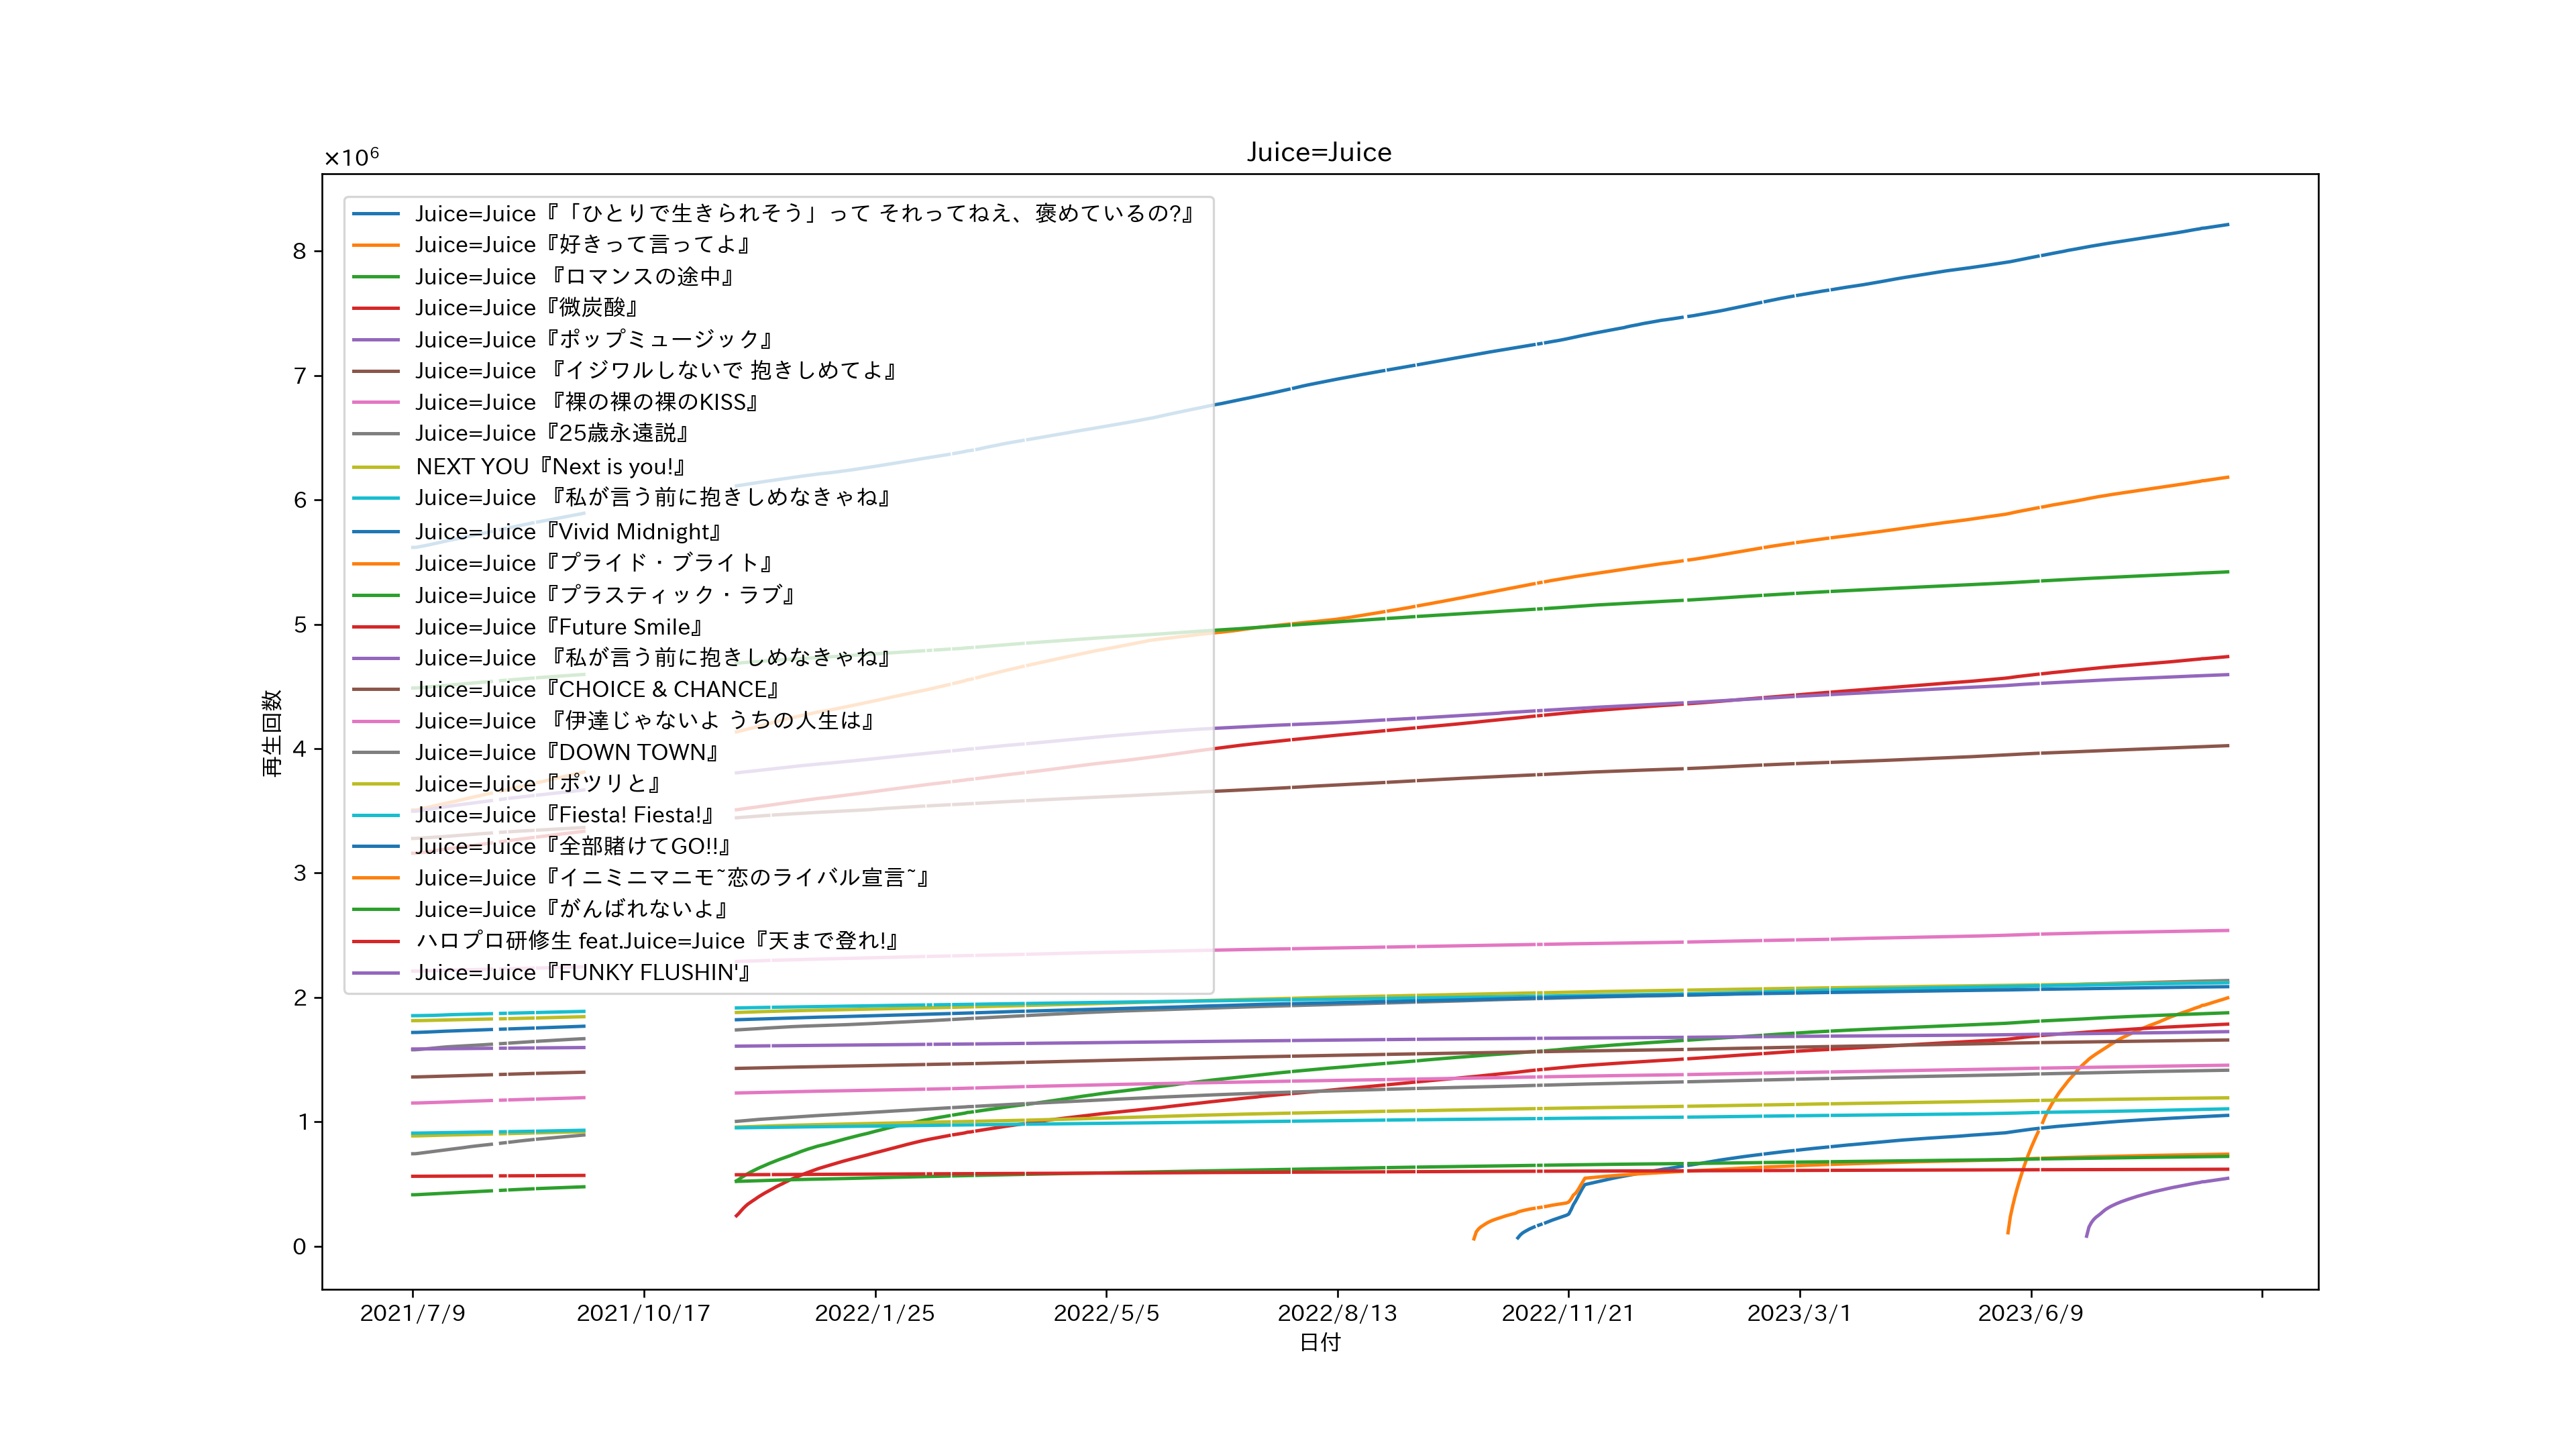 Juice=Juice
×10⁶
Juice=Juice『「ひとりで生きられそう」って それってねえ、褒めているの?』
Juice=Juice『好きって言ってよ』
Juice=Juice 『ロマンスの途中』
Juice=Juice『微炭酸』
Juice=Juice『ポップミュージック』
Juice=Juice 『イジワルしないで 抱きしめてよ』
Juice=Juice 『裸の裸の裸のKISS』
Juice=Juice『25歳永遠説』
NEXT YOU『Next is you!』
Juice=Juice 『私が言う前に抱きしめなきゃね』
Juice=Juice『Vivid Midnight』
Juice=Juice『プライド・ブライト』
Juice=Juice『プラスティック・ラブ』
Juice=Juice『Future Smile』
Juice=Juice 『私が言う前に抱きしめなきゃね』
Juice=Juice『CHOICE & CHANCE』
Juice=Juice 『伊達じゃないよ うちの人生は』
Juice=Juice『DOWN TOWN』
Juice=Juice『ポツリと』
Juice=Juice『Fiesta! Fiesta!』
Juice=Juice『全部賭けてGO!!』
Juice=Juice『イニミニマニモ~恋のライバル宣言~』
Juice=Juice『がんばれないよ』
ハロプロ研修生 feat.Juice=Juice『天まで登れ!』
Juice=Juice『FUNKY FLUSHIN'』
8
7
6
5
4
3
2
1
0
再生回数
2021/7/9
2021/10/17
2022/1/25
2022/5/5
2022/8/13
2022/11/21
2023/3/1
2023/6/9
日付